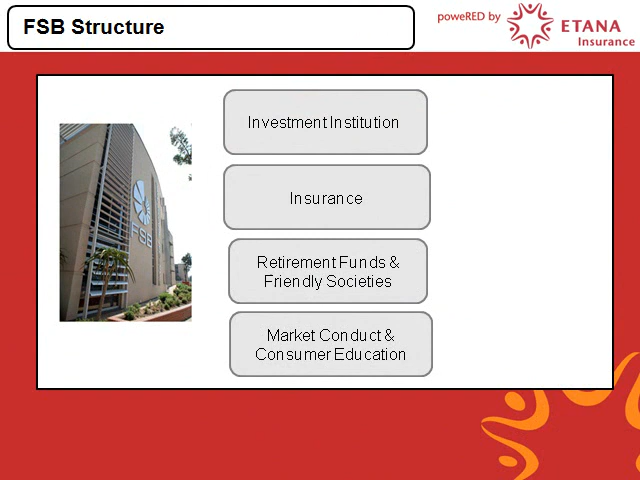 FSB Structure
poweRED by
ETANA
Insurance
Investment Institution
Insurance
Retirement Funds &
Friendly Societies
Market Conduct &
Consumer Education
FSB